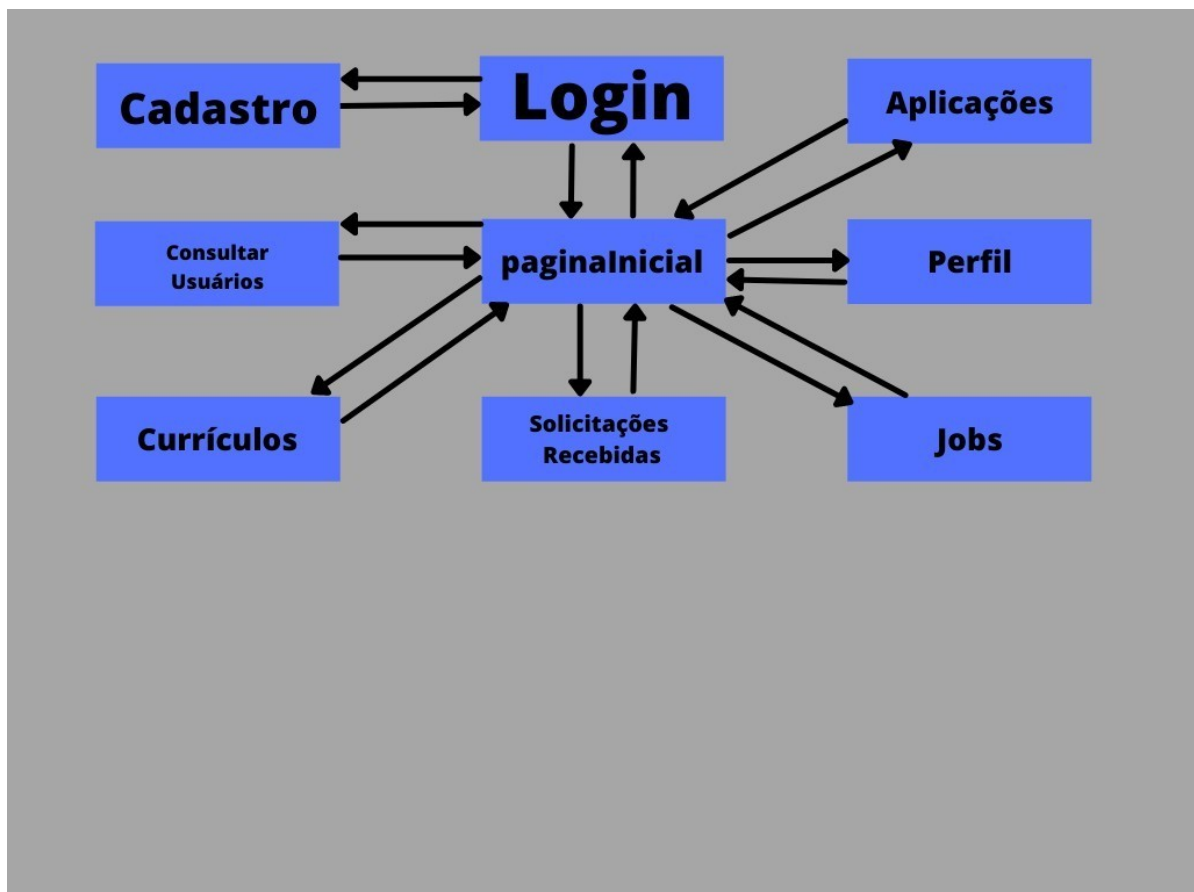 Cadastro
Login
Aplicações
Consultar
Usuários
paginaInicial
Perfil
Currículos
Solicitações
Recebidas
Jobs